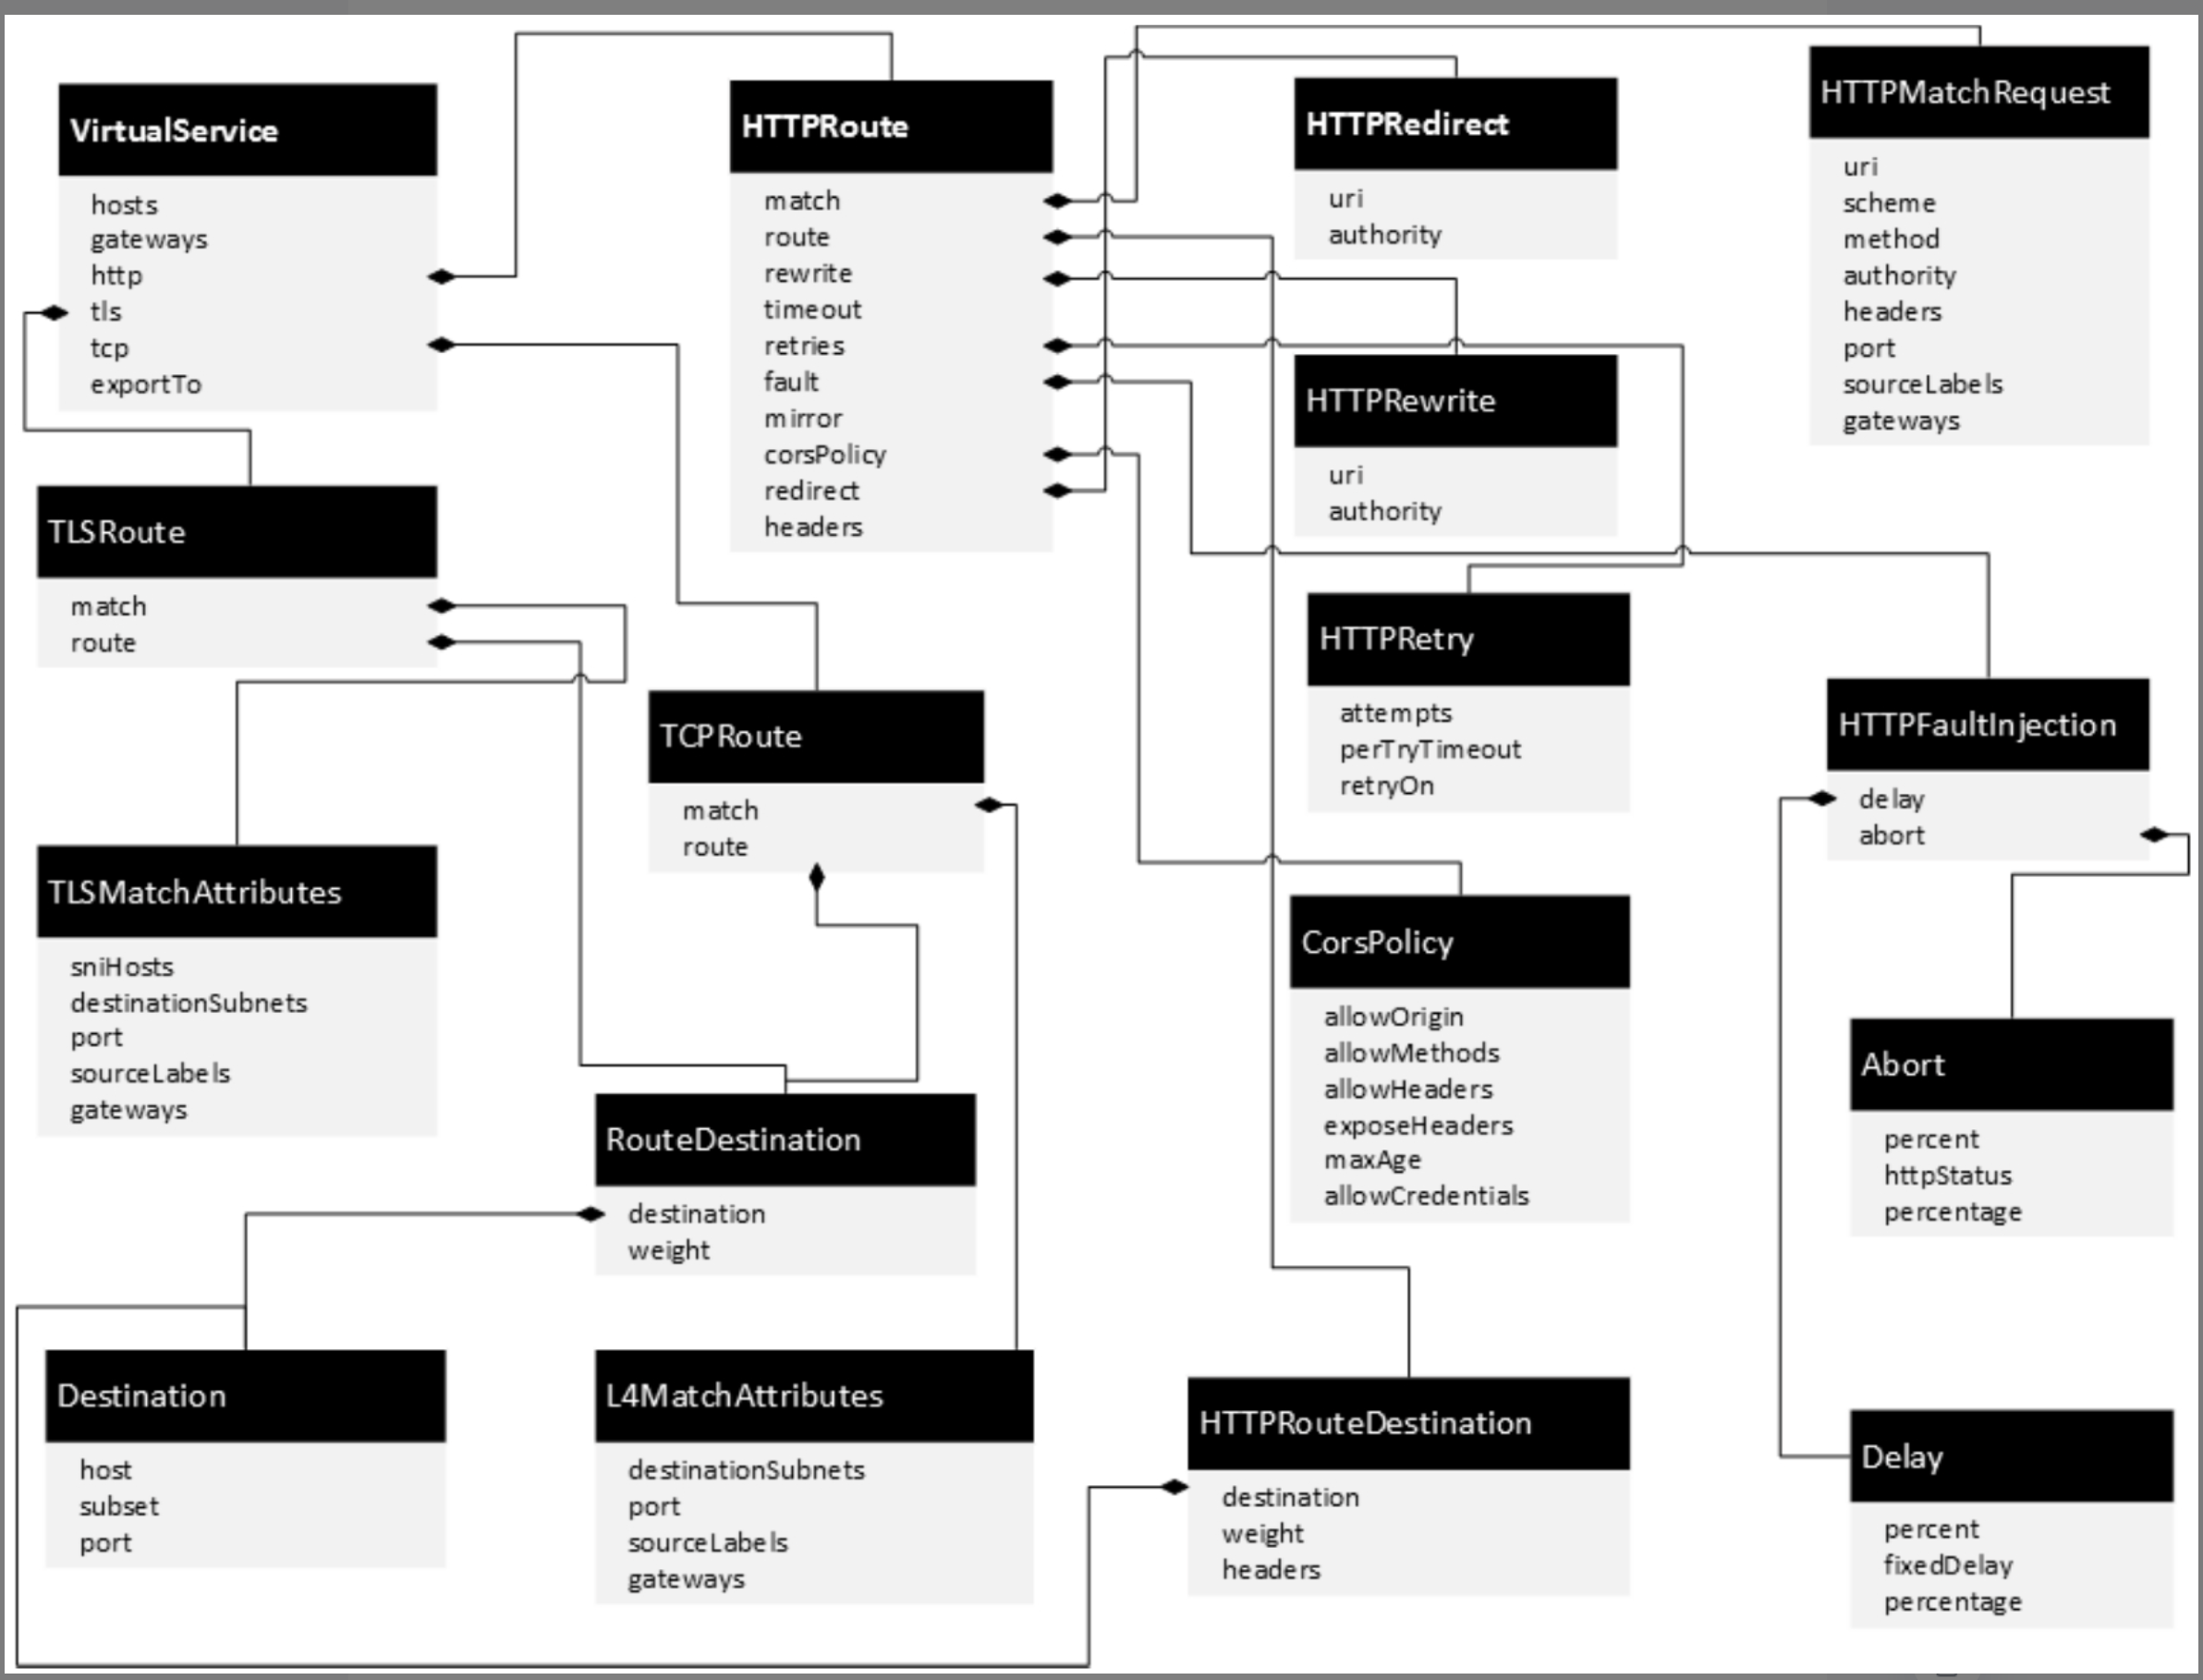 VirtualService
hosts
gateways
http
tls
tcp
exportTo
HTTPRoute
match
route
rewrite
timeout
retries
fault
mirror
corsPolicy
redirect
headers
HTTPRedirect
uri
authority
HTTPMatchRequest
uri
scheme
method
authority
headers
port
sourceLabels
gateways
HTTPRewrite
uri
authority
TLSRoute
match
route
HTTPRetry
attempts
perTryTimeout
retryOn
TCPRoute
match
route
HTTPFaultInjection
delay
abort
TLSMatchAttributes
sniHosts
destinationSubnets
port
sourceLabels
gateways
CorsPolicy
allowOrigin
allowMethods
allowHeaders
exposeHeaders
maxAge
allowCredentials
Abort
percent
httpStatus
percentage
RouteDestination
destination
weight
Destination
host
subset
port
L4MatchAttributes
destinationSubnets
port
sourceLabels
gateways
HTTPRouteDestination
destination
weight
headers
Delay
percent
fixedDelay
percentage